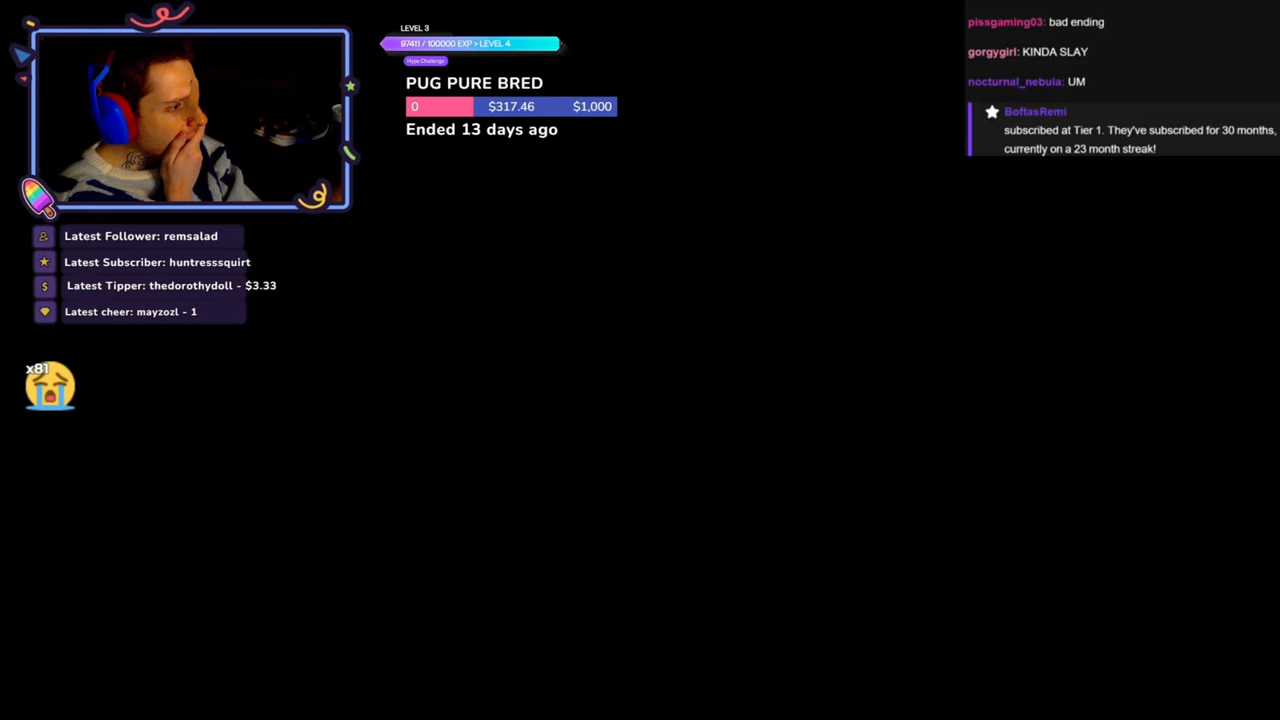 LEVEL 3
97411 / 100000 EXP > LEVEL 4
Hype Challenge
PUG PURE BRED
0 $317.46 $1,000
Ended 13 days ago
Latest Follower: remsalad
Latest Subscriber: huntresssquirt
Latest Tipper: thedorothydoll - $3.33
Latest cheer: mayzozl - 1
x81
pissgaming03: bad ending
gorgygirl: KINDA SLAY
nocturnal_nebula: UM
BoftasRemi
subscribed at Tier 1. They've subscribed for 30 months,
currently on a 23 month streak!